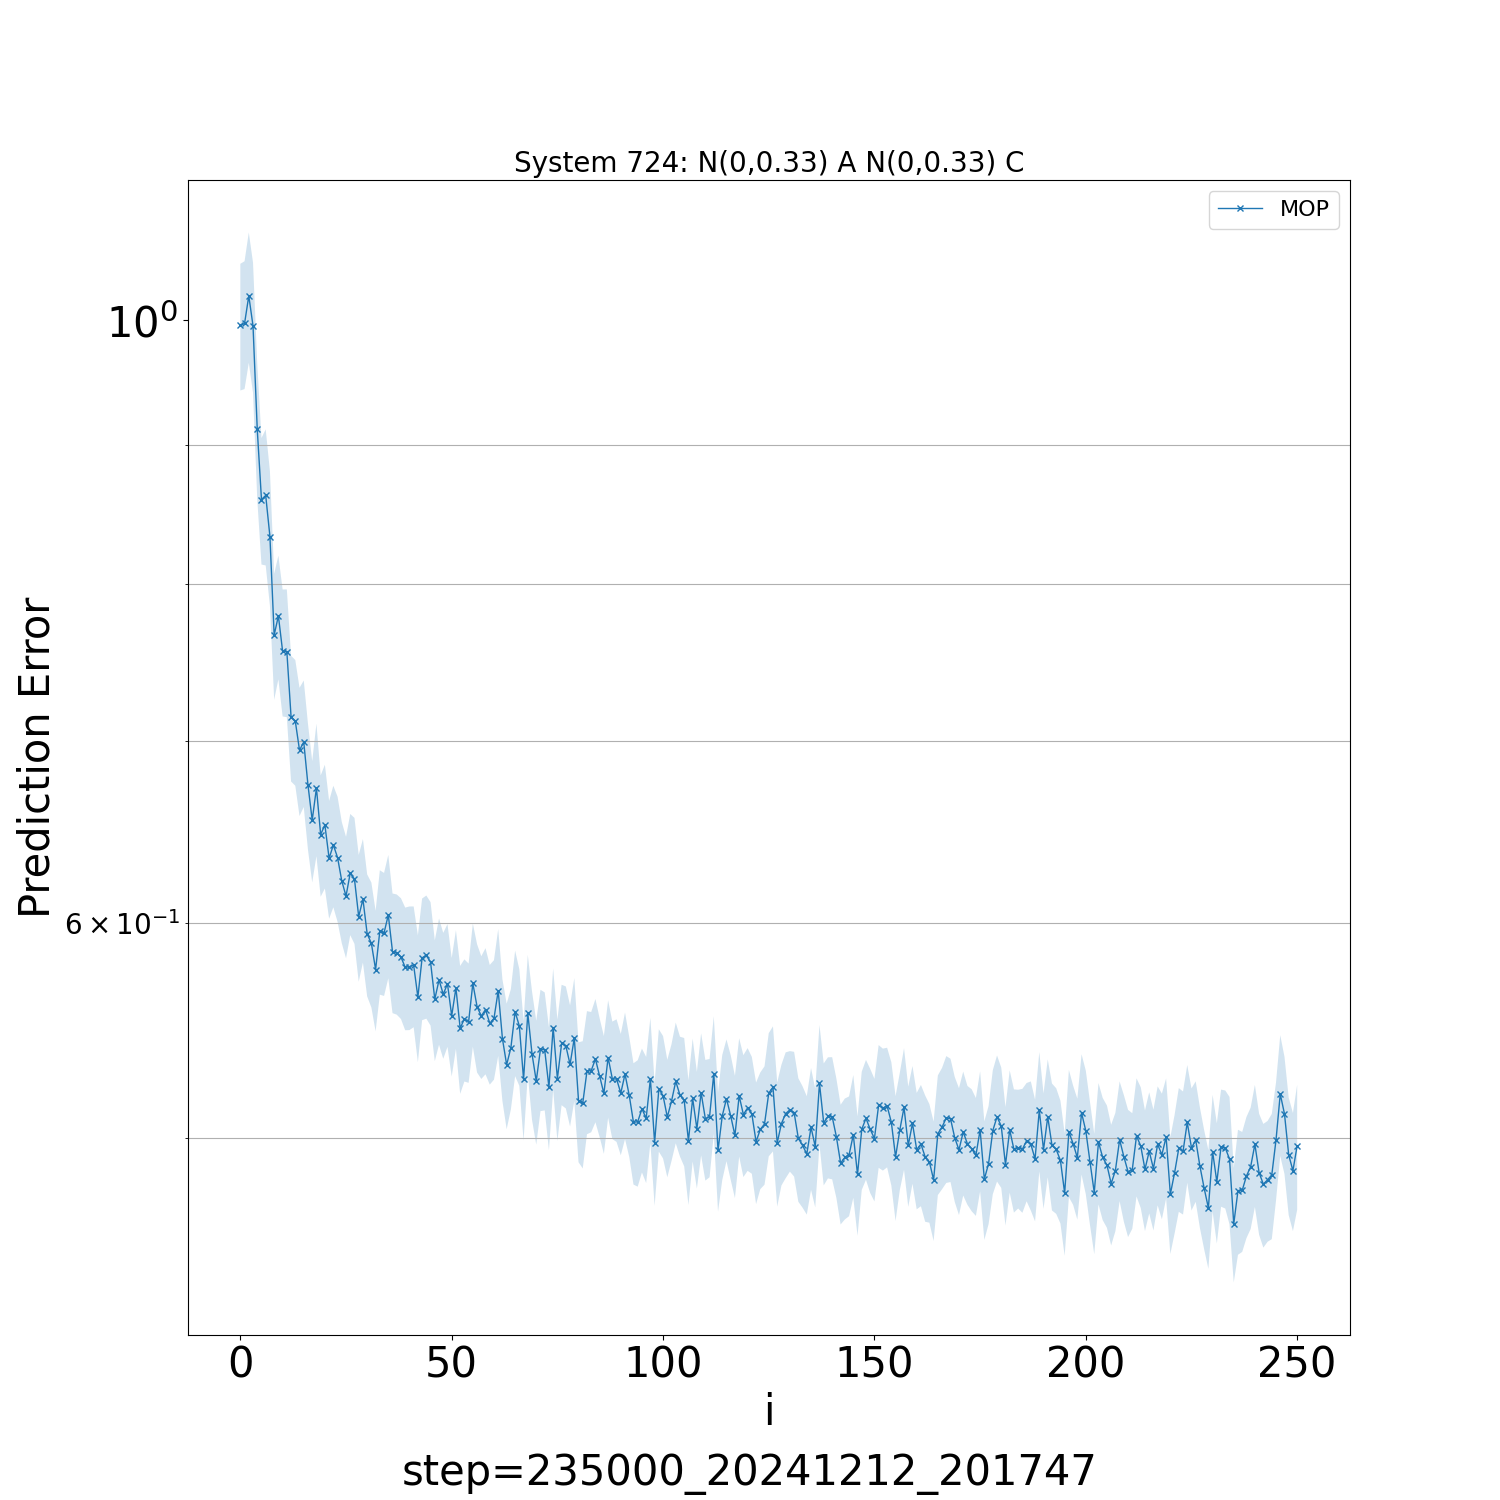 System 724: N(0,0.33) A N(0,0.33) C
MOP
10⁰
6 × 10⁻¹
Prediction Error
0 50 100 150 200 250
i
step=235000_20241212_201747